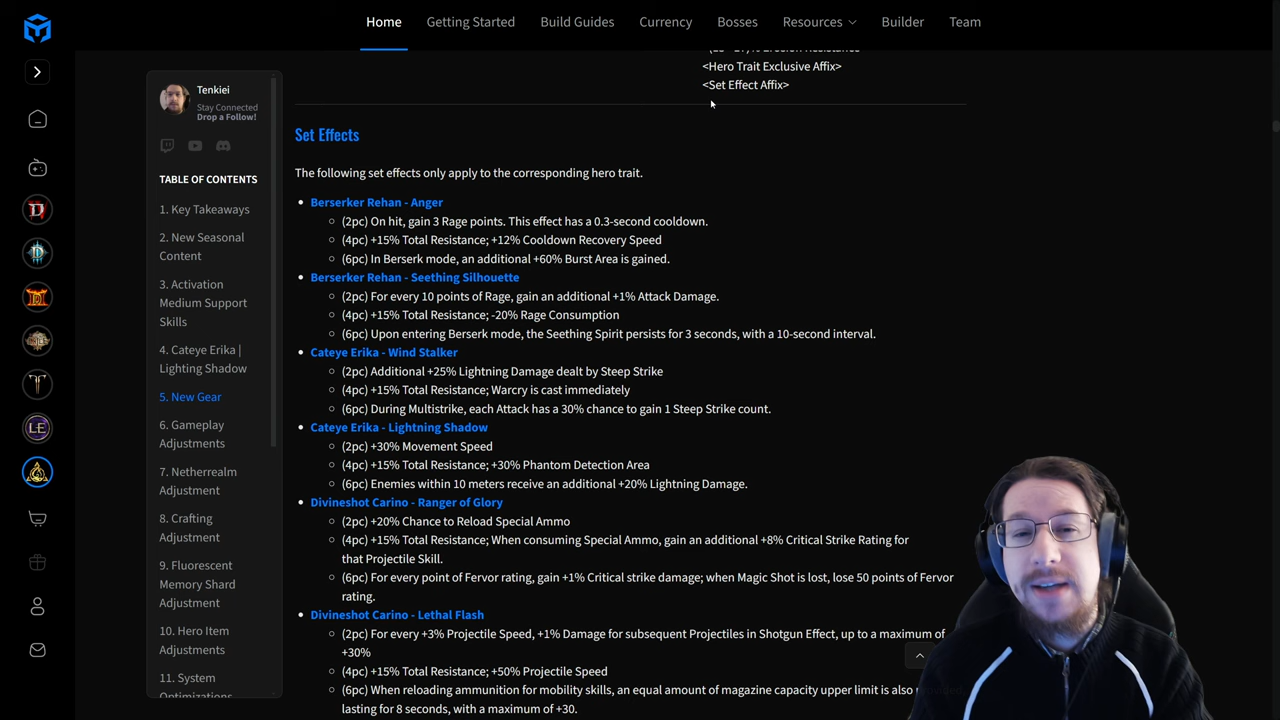 Home
Getting Started
Build Guides
Currency
Bosses
Resources
Builder
Team
<Hero Trait Exclusive Affix>
<Set Effect Affix>
Tenkiei
Stay Connected
Drop a Follow!
TABLE OF CONTENTS
1. Key Takeaways
2. New Seasonal
Content
3. Activation
Medium Support
Skills
4. Cateye Erika |
Lighting Shadow
5. New Gear
6. Gameplay
Adjustments
7. Netherrealm
Adjustment
8. Crafting
Adjustment
9. Fluorescent
Memory Shard
Adjustment
10. Hero Item
Adjustments
11. System
Optimizations
Set Effects
The following set effects only apply to the corresponding hero trait.
Berserker Rehan - Anger
(2pc) On hit, gain 3 Rage points. This effect has a 0.3-second cooldown.
(4pc) +15% Total Resistance; +12% Cooldown Recovery Speed
(6pc) In Berserk mode, an additional +60% Burst Area is gained.
Berserker Rehan - Seething Silhouette
(2pc) For every 10 points of Rage, gain an additional +1% Attack Damage.
(4pc) +15% Total Resistance; -20% Rage Consumption
(6pc) Upon entering Berserk mode, the Seething Spirit persists for 3 seconds, with a 10-second interval.
Cateye Erika - Wind Stalker
(2pc) Additional +25% Lightning Damage dealt by Steep Strike
(4pc) +15% Total Resistance; Warcry is cast immediately
(6pc) During Multistrike, each Attack has a 30% chance to gain 1 Steep Strike count.
Cateye Erika - Lightning Shadow
(2pc) +30% Movement Speed
(4pc) +15% Total Resistance; +30% Phantom Detection Area
(6pc) Enemies within 10 meters receive an additional +20% Lightning Damage.
Divineshot Carino - Ranger of Glory
(2pc) +20% Chance to Reload Special Ammo
(4pc) +15% Total Resistance; When consuming Special Ammo, gain an additional +8% Critical Strike Rating for
that Projectile Skill.
(6pc) For every point of Fervor rating, gain +1% Critical strike damage; when Magic Shot is lost, lose 50 points of Fervor
rating.
Divineshot Carino - Lethal Flash
(2pc) For every +3% Projectile Speed, +1% Damage for subsequent Projectiles in Shotgun Effect, up to a maximum of
+30%
(4pc) +15% Total Resistance; +50% Projectile Speed
(6pc) When reloading ammunition for mobility skills, an equal amount of magazine capacity upper limit is also
lasting for 8 seconds, with a maximum of +30.